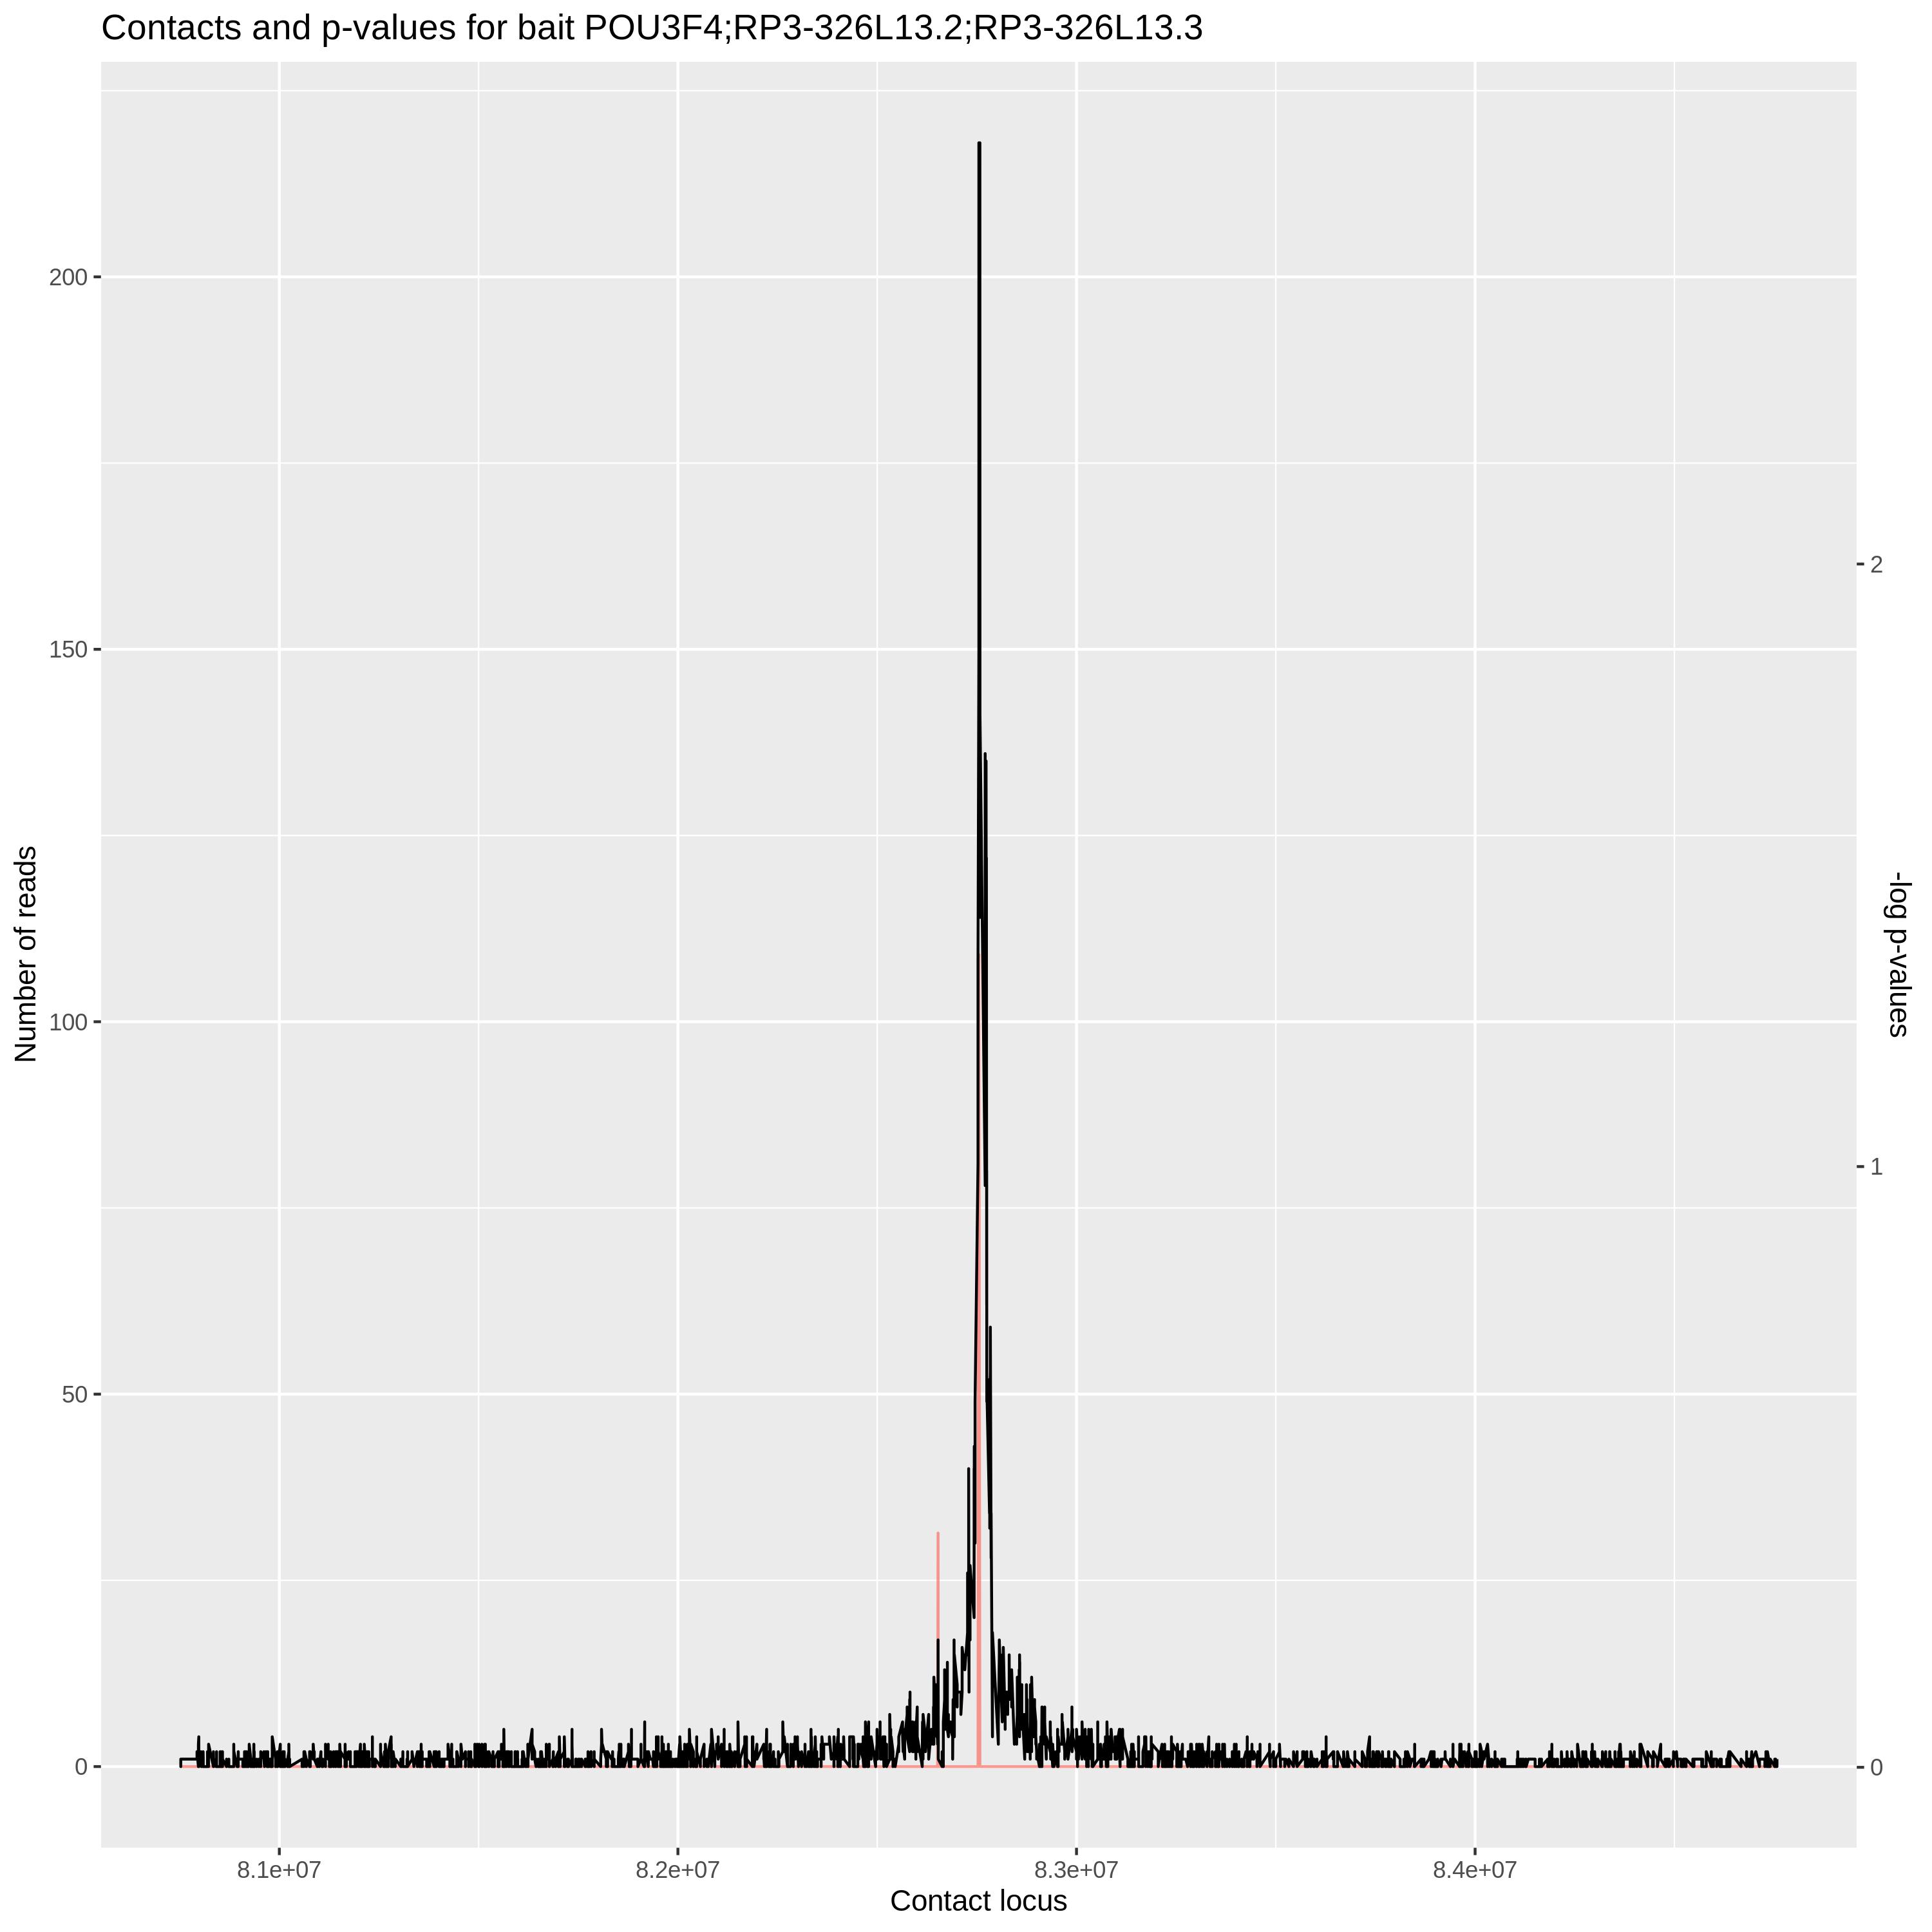 Contacts and p-values for bait POU3F4;RP3-326L13.2;RP3-326L13.3
200
150
100
50
0
Number of reads
2
1
0
-log p-values
8.1e+07
8.2e+07
8.3e+07
8.4e+07
Contact locus